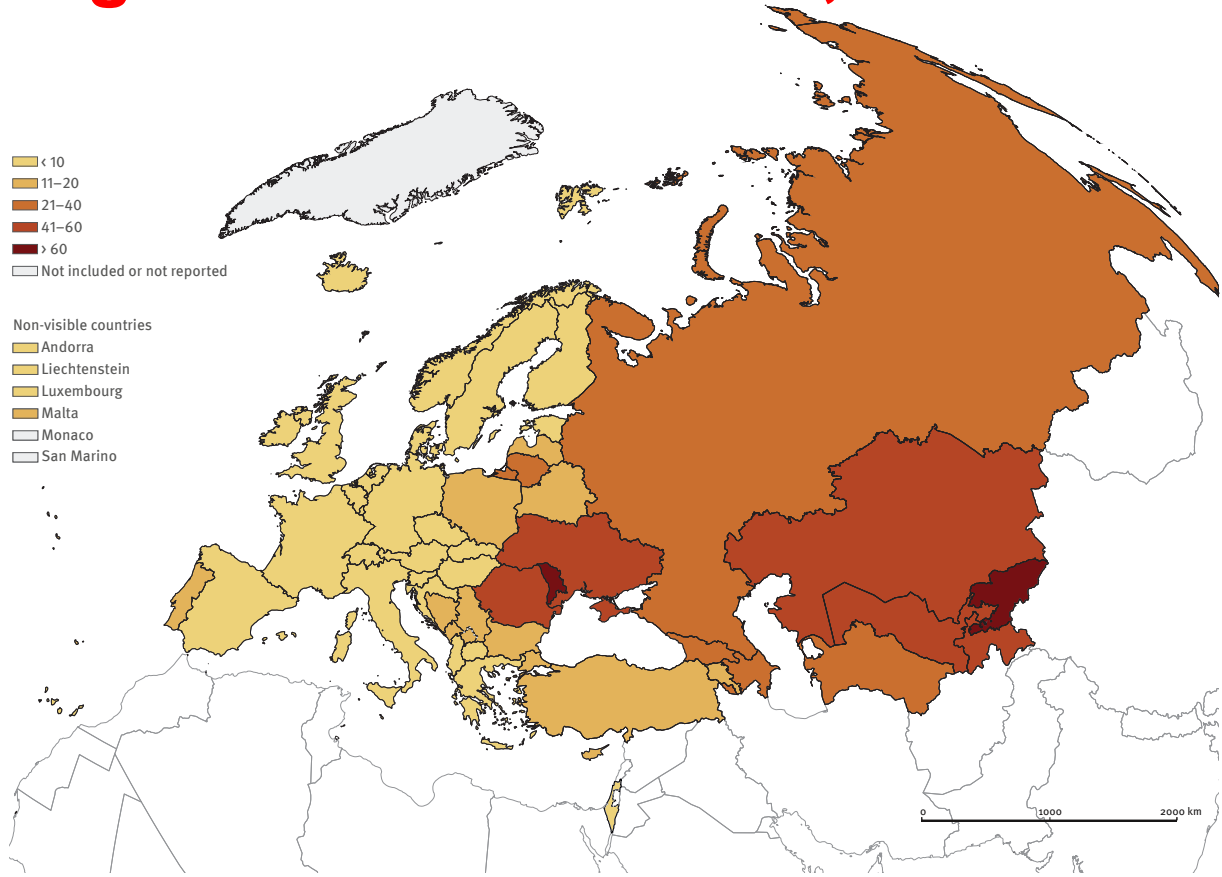 < 10
11–20
21–40
41–60
> 60
Not included or not reported
Non-visible countries
Andorra
Liechtenstein
Luxembourg
Malta
Monaco
San Marino
0 1000 2000 km